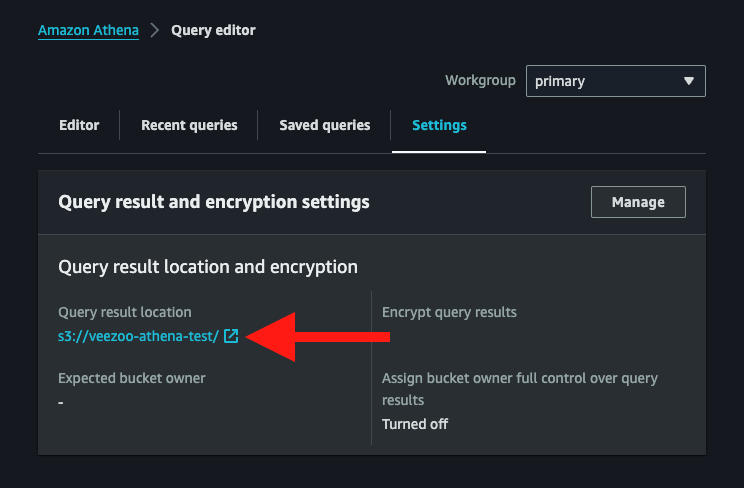 Amazon Athena > Query editor
Workgroup primary
Editor Recent queries Saved queries Settings
Query result and encryption settings Manage
Query result location and encryption
Query result location
s3://veezoo-athena-test/
Encrypt query results
Expected bucket owner
-
Assign bucket owner full control over query
results
Turned off